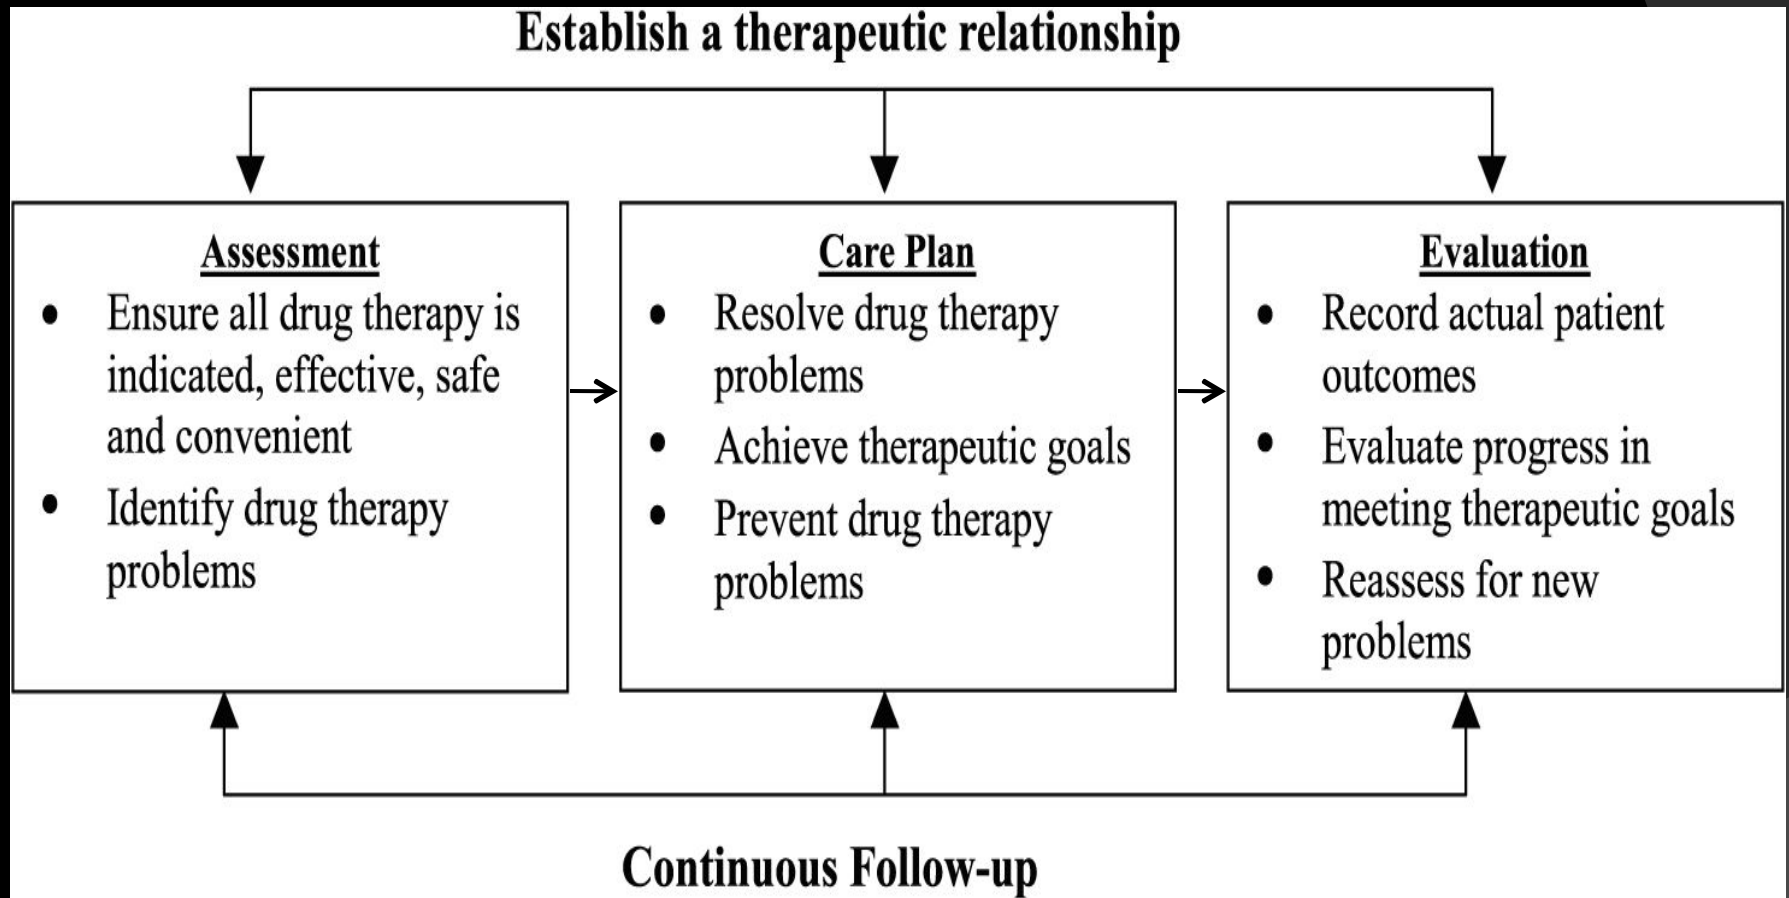 Establish a therapeutic relationship
Assessment
• Ensure all drug therapy is
indicated, effective, safe
and convenient
• Identify drug therapy
problems
Care Plan
• Resolve drug therapy
problems
• Achieve therapeutic goals
• Prevent drug therapy
problems
Evaluation
• Record actual patient
outcomes
• Evaluate progress in
meeting therapeutic goals
• Reassess for new
problems
Continuous Follow-up